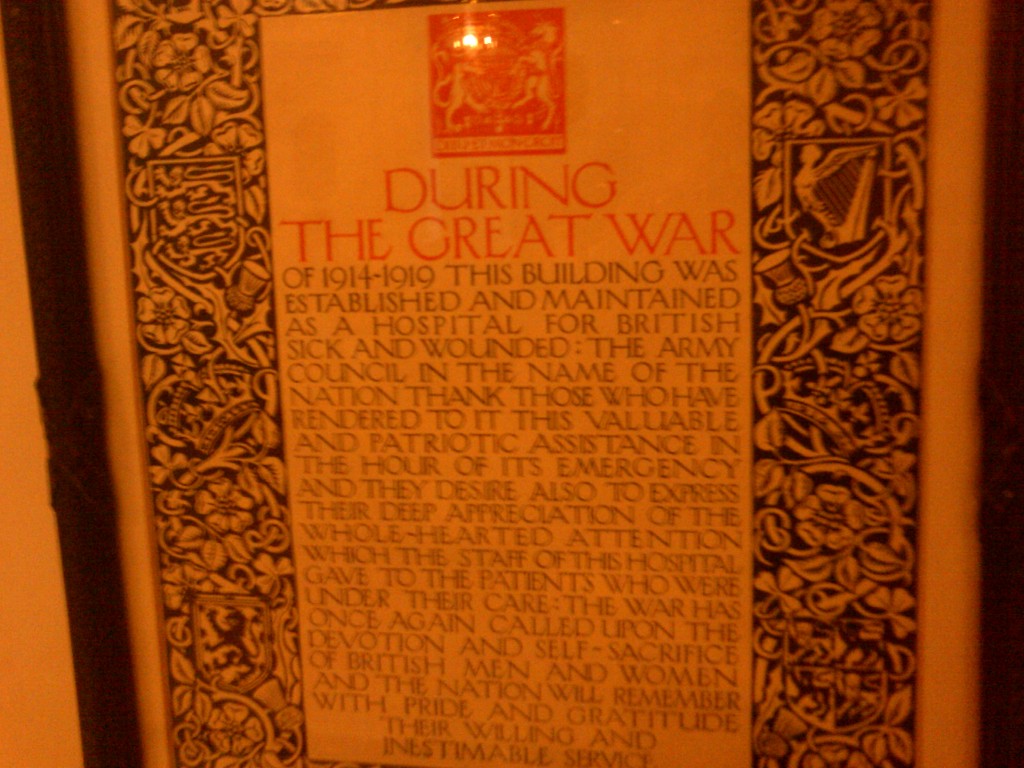 DURING
THE GREAT WAR
OF 1914-1919 THIS BUILDING WAS
ESTABLISHED AND MAINTAINED
AS A HOSPITAL FOR BRITISH
SICK AND WOUNDED: THE ARMY
COUNCIL IN THE NAME OF THE
NATION THANK THOSE WHO HAVE
RENDERED TO IT THIS VALUABLE
AND PATRIOTIC ASSISTANCE IN
THE HOUR OF ITS EMERGENCY
AND THEY DESIRE ALSO TO EXPRESS
THEIR DEEP APPRECIATION OF THE
WHOLE-HEARTED ATTENTION
WHICH THE STAFF OF THIS HOSPITAL
GAVE TO THE PATIENTS WHO WERE
UNDER THEIR CARE: THE WAR HAS
ONCE AGAIN CALLED UPON THE
DEVOTION AND SELF-SACRIFICE
OF BRITISH MEN AND WOMEN
AND THE NATION WILL REMEMBER
WITH PRIDE AND GRATITUDE
THEIR WILLING AND
INESTIMABLE SERVICE